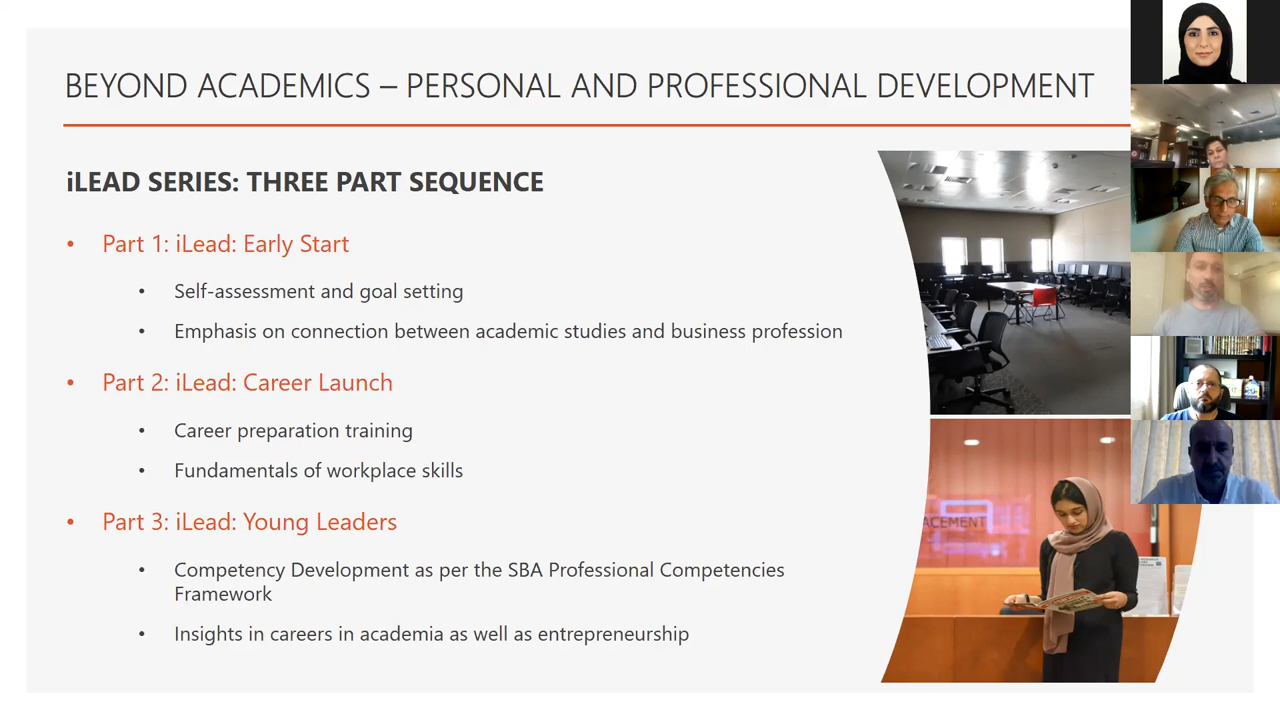 BEYOND ACADEMICS – PERSONAL AND PROFESSIONAL DEVELOPMENT
iLEAD SERIES: THREE PART SEQUENCE
• Part 1: iLead: Early Start
• Self-assessment and goal setting
• Emphasis on connection between academic studies and business profession
• Part 2: iLead: Career Launch
• Career preparation training
• Fundamentals of workplace skills
• Part 3: iLead: Young Leaders
• Competency Development as per the SBA Professional Competencies
Framework
• Insights in careers in academia as well as entrepreneurship
ACEMENT